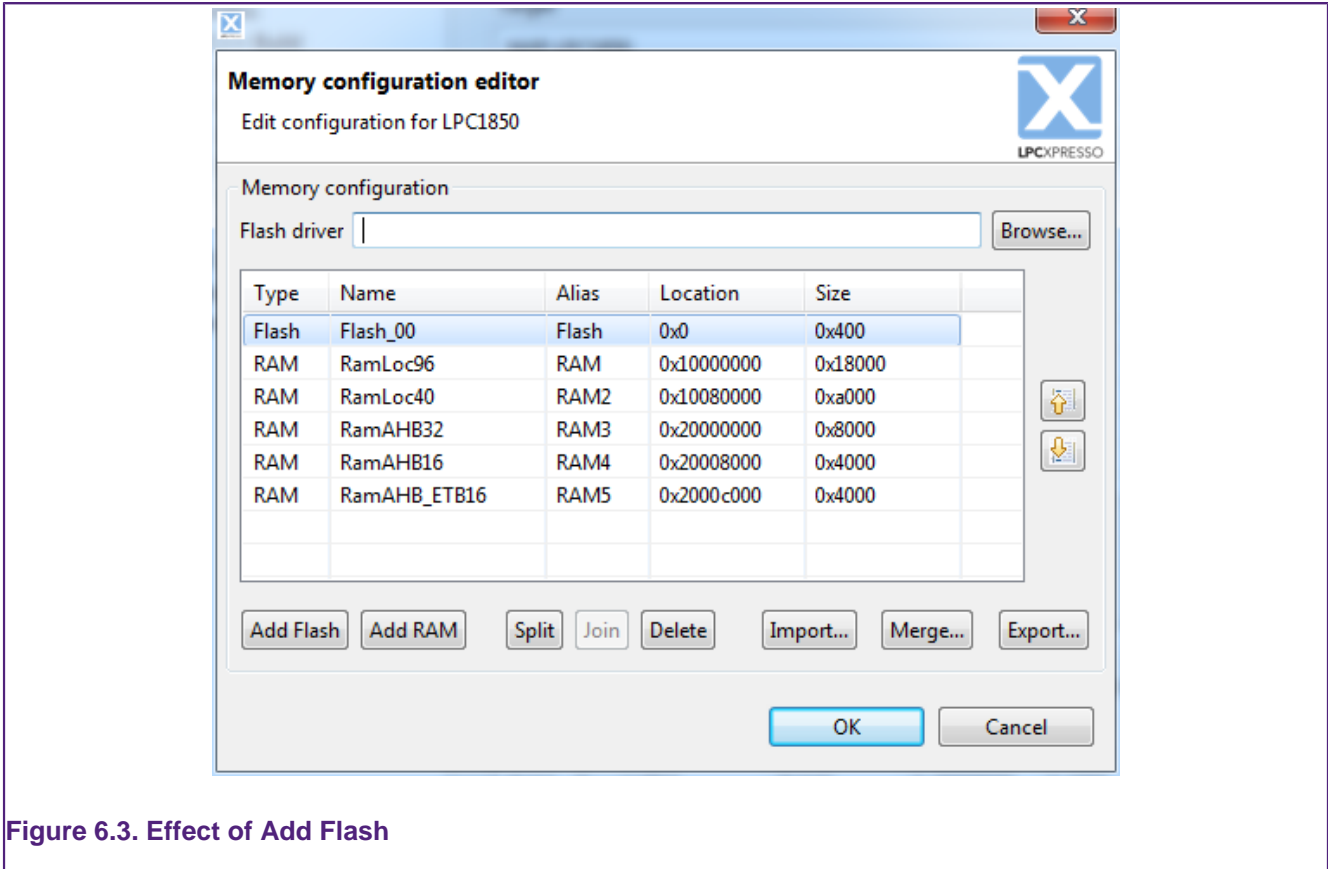 Memory configuration editor
Edit configuration for LPC1850
LPCXPRESSO
Memory configuration
Flash driver Browse...
Type Name Alias Location Size
Flash Flash_00 Flash 0x0 0x400
RAM RamLoc96 RAM 0x10000000 0x18000
RAM RamLoc40 RAM2 0x10080000 0xa000
RAM RamAHB32 RAM3 0x20000000 0x8000
RAM RamAHB16 RAM4 0x20008000 0x4000
RAM RamAHB_ETB16 RAM5 0x2000c000 0x4000
Add Flash Add RAM Split Join Delete Import... Merge... Export...
OK Cancel
Figure 6.3. Effect of Add Flash